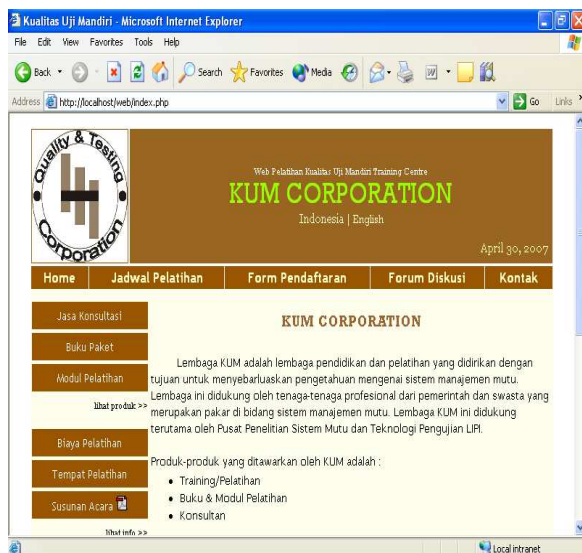 Kualitas Uji Mandiri - Microsoft Internet Explorer
File Edit View Favorites Tools Help
Back Search Favorites Media
Address http://localhost/web/index.php Go Links
Quality & Testing Corporation
Web Pelatihan Kualitas Uji Mandiri Training Centre
KUM CORPORATION
Indonesia | English
April 30, 2007
Home Jadwal Pelatihan Form Pendaftaran Forum Diskusi Kontak
Jasa Konsultasi
Buku Paket
Modul Pelatihan
lihat produk >>
Biaya Pelatihan
Tempat Pelatihan
Susunan Acara
lihat info >>
KUM CORPORATION
Lembaga KUM adalah lembaga pendidikan dan pelatihan yang didirikan dengan
tujuan untuk menyebarluaskan pengetahuan mengenai sistem manajemen mutu.
Lembaga ini didukung oleh tenaga-tenaga profesional dari pemerintah dan swasta yang
merupakan pakar di bidang sistem manajemen mutu. Lembaga KUM ini didukung
terutama oleh Pusat Penelitian Sistem Mutu dan Teknologi Pengujian LIPI.
Produk-produk yang ditawarkan oleh KUM adalah :
• Training/Pelatihan
• Buku & Modul Pelatihan
• Konsultan
Local intranet